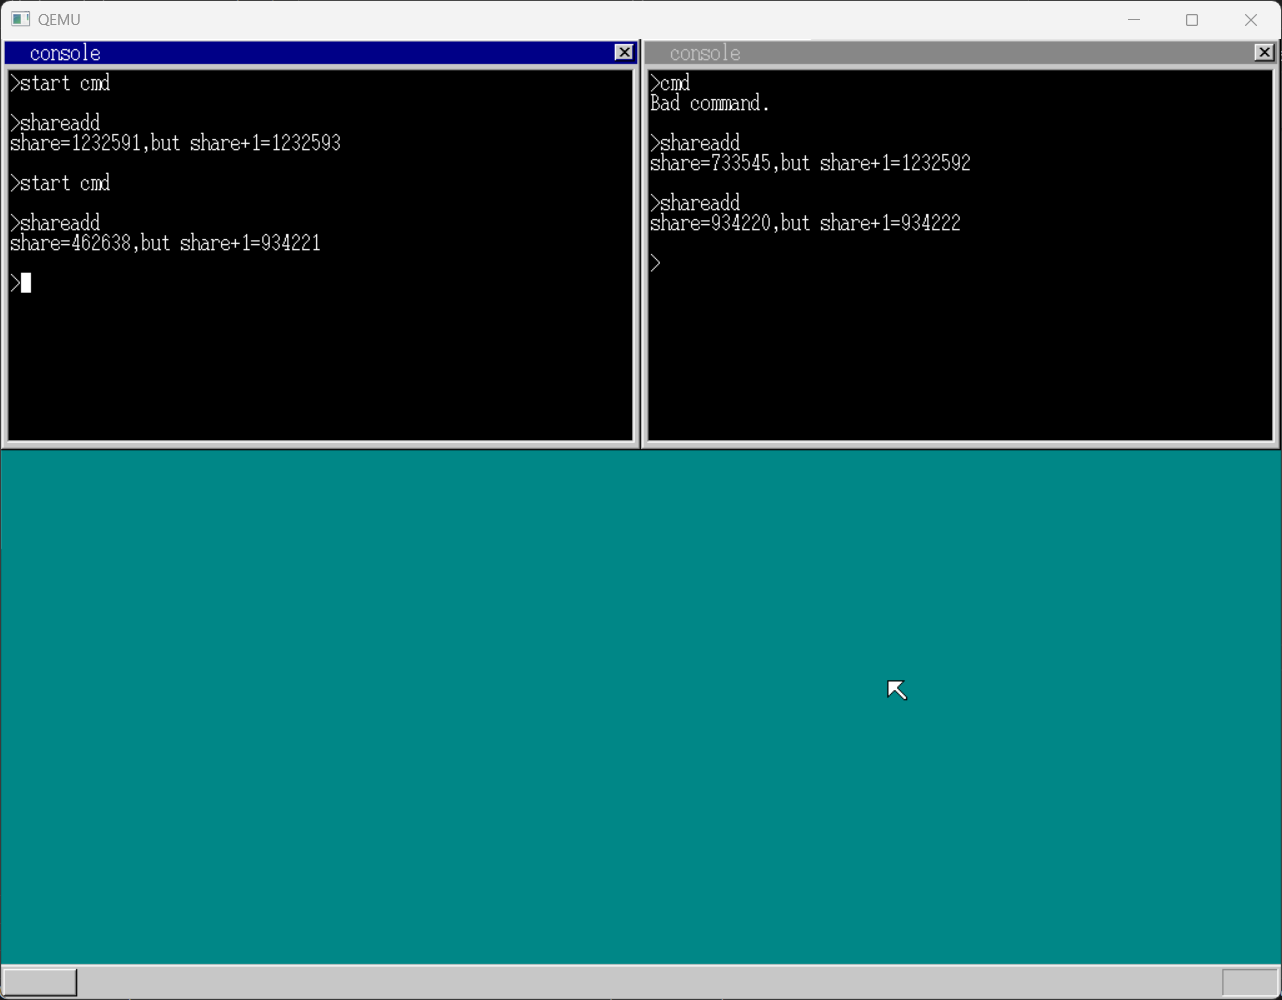 QEMU
console
>start cmd
>shareadd
share=1232591,but share+1=1232593
>start cmd
>shareadd
share=462638,but share+1=934221
>
console
>cmd
Bad command.
>shareadd
share=733545,but share+1=1232592
>shareadd
share=934220,but share+1=934222
>